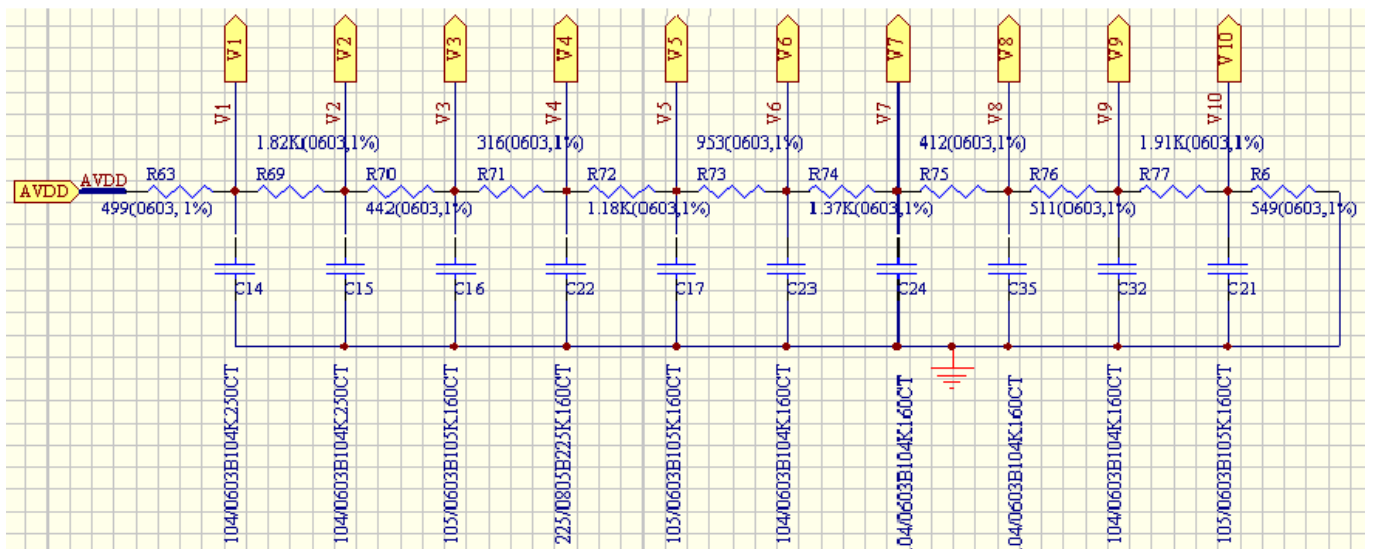 V1 V2 V3 V4 V5 V6 V7 V8 V9 V10
V1 V2 V3 V4 V5 V6 V7 V8 V9 V10
1.82K(0603,1%) 316(0603,1%) 953(0603,1%) 412(0603,1%) 1.91K(0603,1%)
AVDD AVDD R63 R69 R70 R71 R72 R73 R74 R75 R76 R77 R6
499(0603, 1%) 442(0603,1%) 1.18K(0603,1%) 1.37K(0603,1%) 511(0603,1%) 549(0603,1%)
C14 C15 C16 C22 C17 C23 C24 C35 C32 C21
104/0603B104K250CT
104/0603B104K250CT
105/0603B105K160CT
225/0805B225K160CT
105/0603B105K160CT
104/0603B104K160CT
04/0603B104K160CT
04/0603B104K160CT
104/0603B104K160CT
105/0603B105K160CT